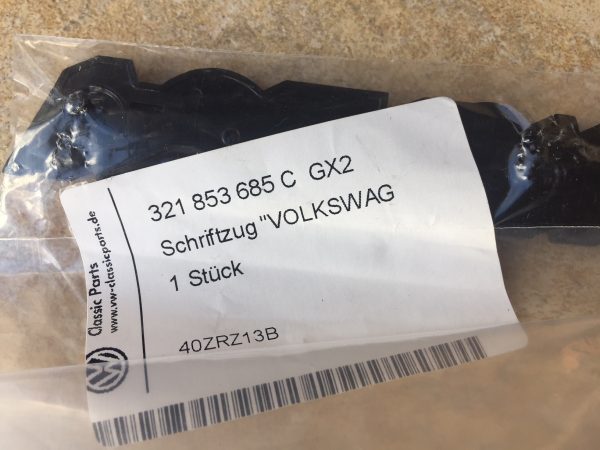 321 853 685 C GX2
Schriftzug "VOLKSWAG
1 Stück
40ZRZ13B
Classic Parts
www.vw-classicparts.de